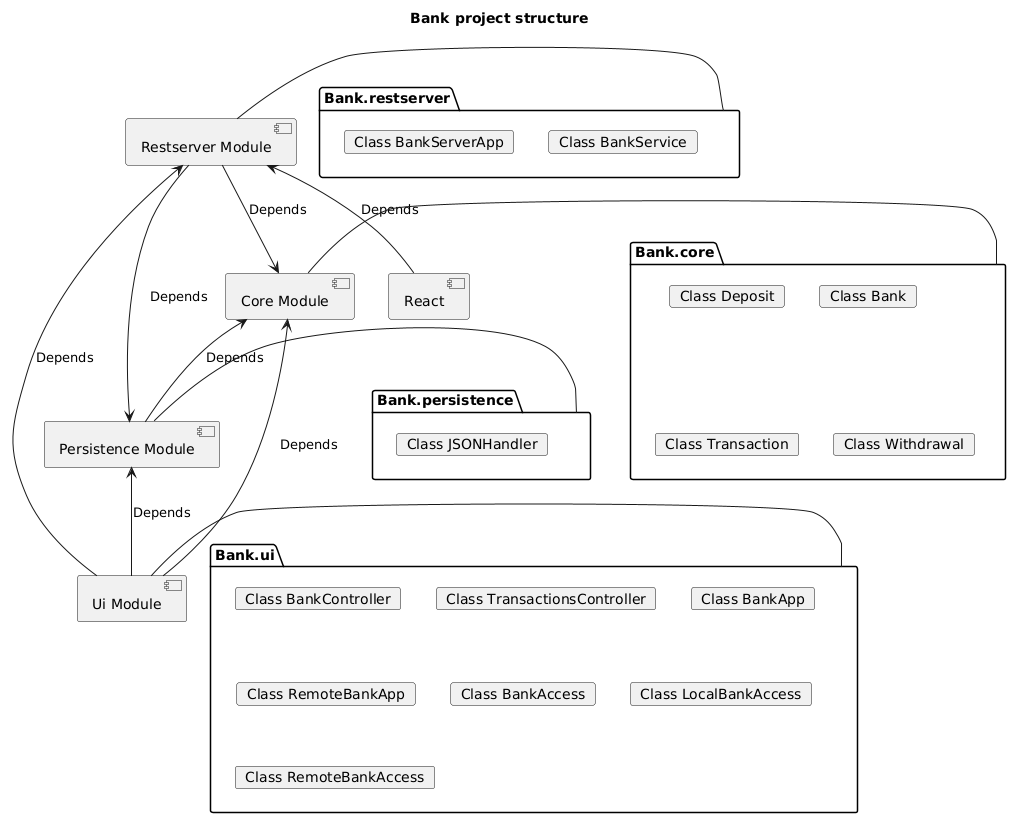 Bank project structure
Bank.restserver
Class BankServerApp
Class BankService
Restserver Module
Depends
Depends
Bank.core
Class Deposit
Class Bank
Class Transaction
Class Withdrawal
Depends
Core Module
React
Depends
Depends
Bank.persistence
Class JSONHandler
Persistence Module
Depends
Depends
Bank.ui
Class BankController
Class TransactionsController
Class BankApp
Ui Module
Class RemoteBankApp
Class BankAccess
Class LocalBankAccess
Class RemoteBankAccess